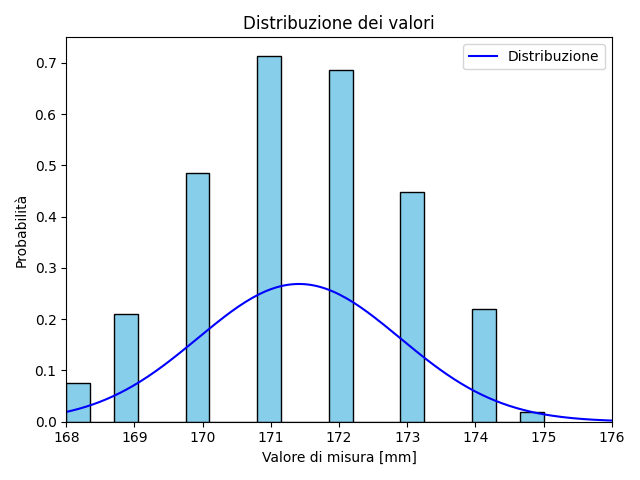 Distribuzione dei valori
Distribuzione
Probabilità
0.7
0.6
0.5
0.4
0.3
0.2
0.1
0.0
168 169 170 171 172 173 174 175 176
Valore di misura [mm]